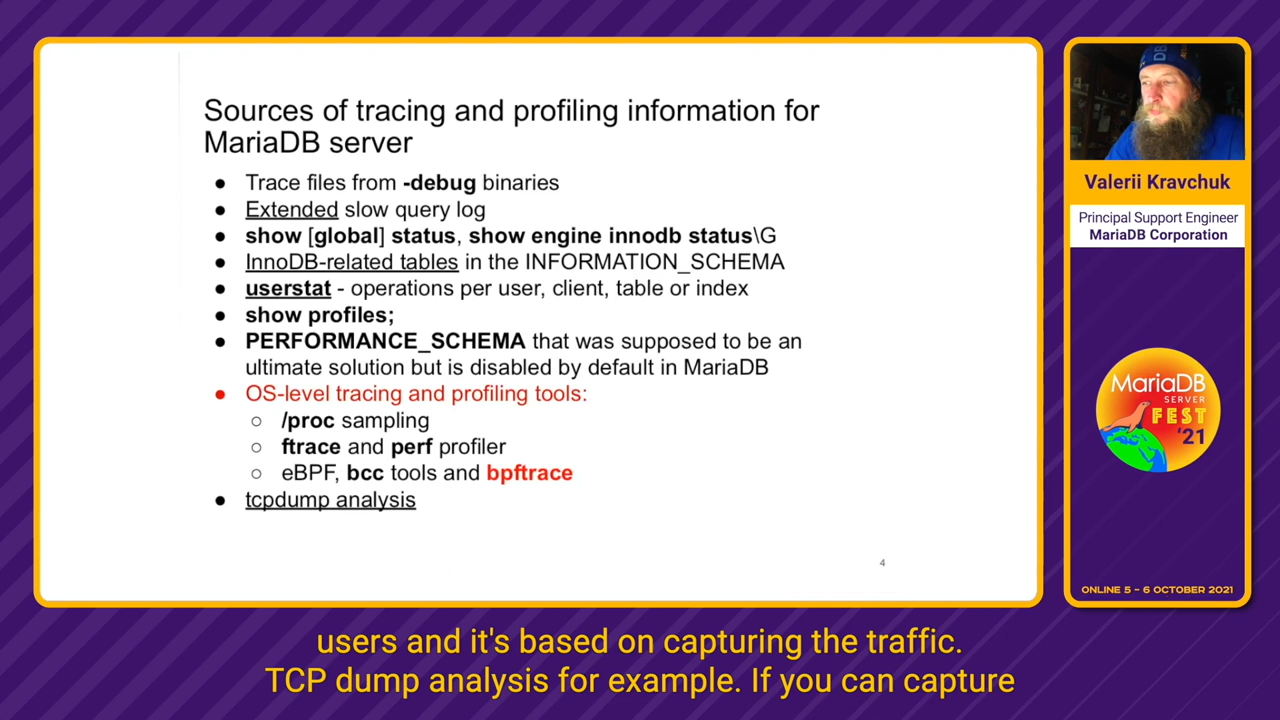 Sources of tracing and profiling information for
MariaDB server
● Trace files from -debug binaries
● Extended slow query log
● show [global] status, show engine innodb status\G
● InnoDB-related tables in the INFORMATION_SCHEMA
● userstat - operations per user, client, table or index
● show profiles;
● PERFORMANCE_SCHEMA that was supposed to be an
ultimate solution but is disabled by default in MariaDB
● OS-level tracing and profiling tools:
○ /proc sampling
○ ftrace and perf profiler
○ eBPF, bcc tools and bpftrace
● tcpdump analysis
4
DB
Valerii Kravchuk
Principal Support Engineer
MariaDB Corporation
MariaDB
SERVER
FEST
'21
ONLINE 5 - 6 OCTOBER 2021
users and it's based on capturing the traffic.
TCP dump analysis for example. If you can capture